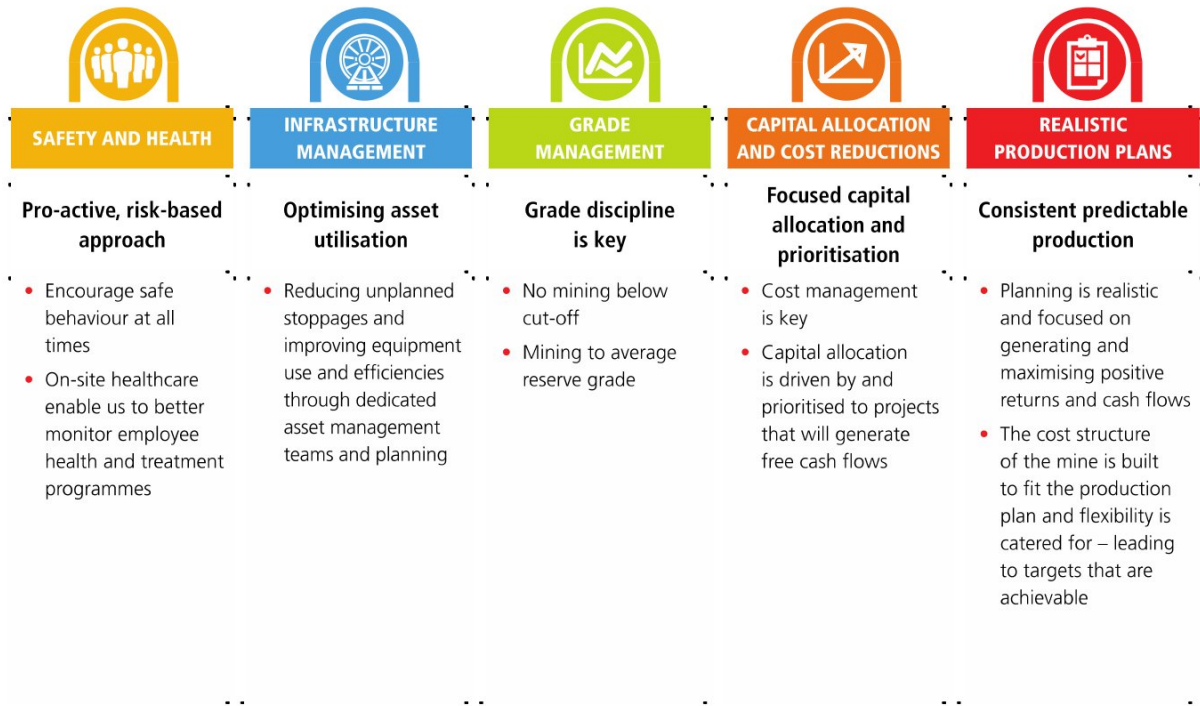 SAFETY AND HEALTH
Pro-active, risk-based
approach
• Encourage safe
behaviour at all
times
• On-site healthcare
enable us to better
monitor employee
health and treatment
programmes
INFRASTRUCTURE
MANAGEMENT
Optimising asset
utilisation
• Reducing unplanned
stoppages and
improving equipment
use and efficiencies
through dedicated
asset management
teams and planning
GRADE
MANAGEMENT
Grade discipline
is key
• No mining below
cut-off
• Mining to average
reserve grade
CAPITAL ALLOCATION
AND COST REDUCTIONS
Focused capital
allocation and
prioritisation
• Cost management
is key
• Capital allocation
is driven by and
prioritised to projects
that will generate
free cash flows
REALISTIC
PRODUCTION PLANS
Consistent predictable
production
• Planning is realistic
and focused on
generating and
maximising positive
returns and cash flows
• The cost structure
of the mine is built
to fit the production
plan and flexibility is
catered for – leading
to targets that are
achievable